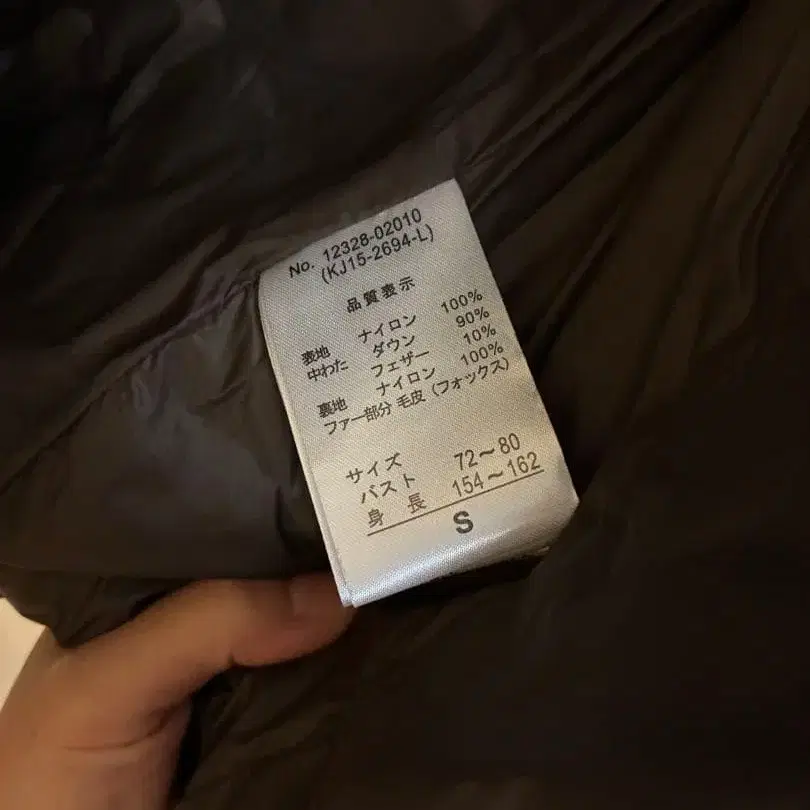 No. 12328-02010
(KJ15-2694-L)
品質表示
表地 ナイロン 100%
中わた ダウン 90%
フェザー 10%
裏地 ナイロン 100%
ファー部分 毛皮 (フォックス)
サイズ
バスト 72～80
身長 154～162
S